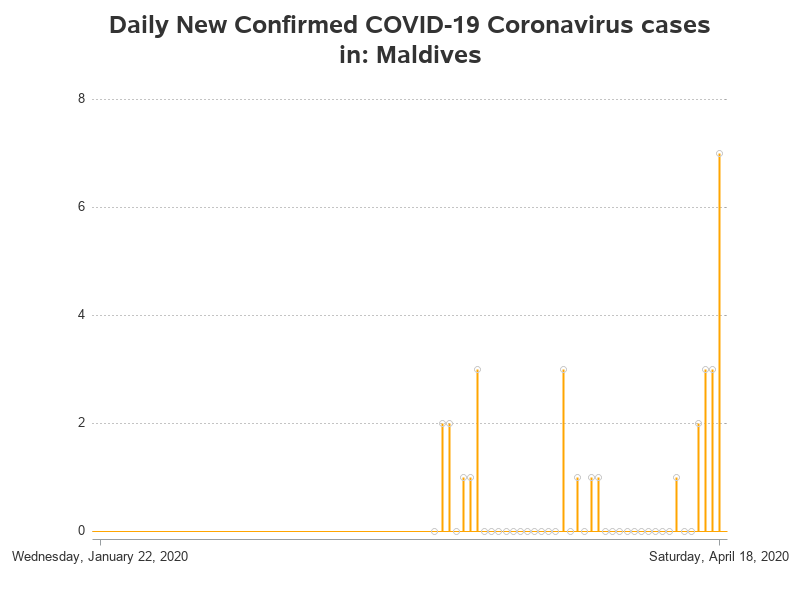 Daily New Confirmed COVID-19 Coronavirus cases
in: Maldives
8
6
4
2
0
Wednesday, January 22, 2020
Saturday, April 18, 2020